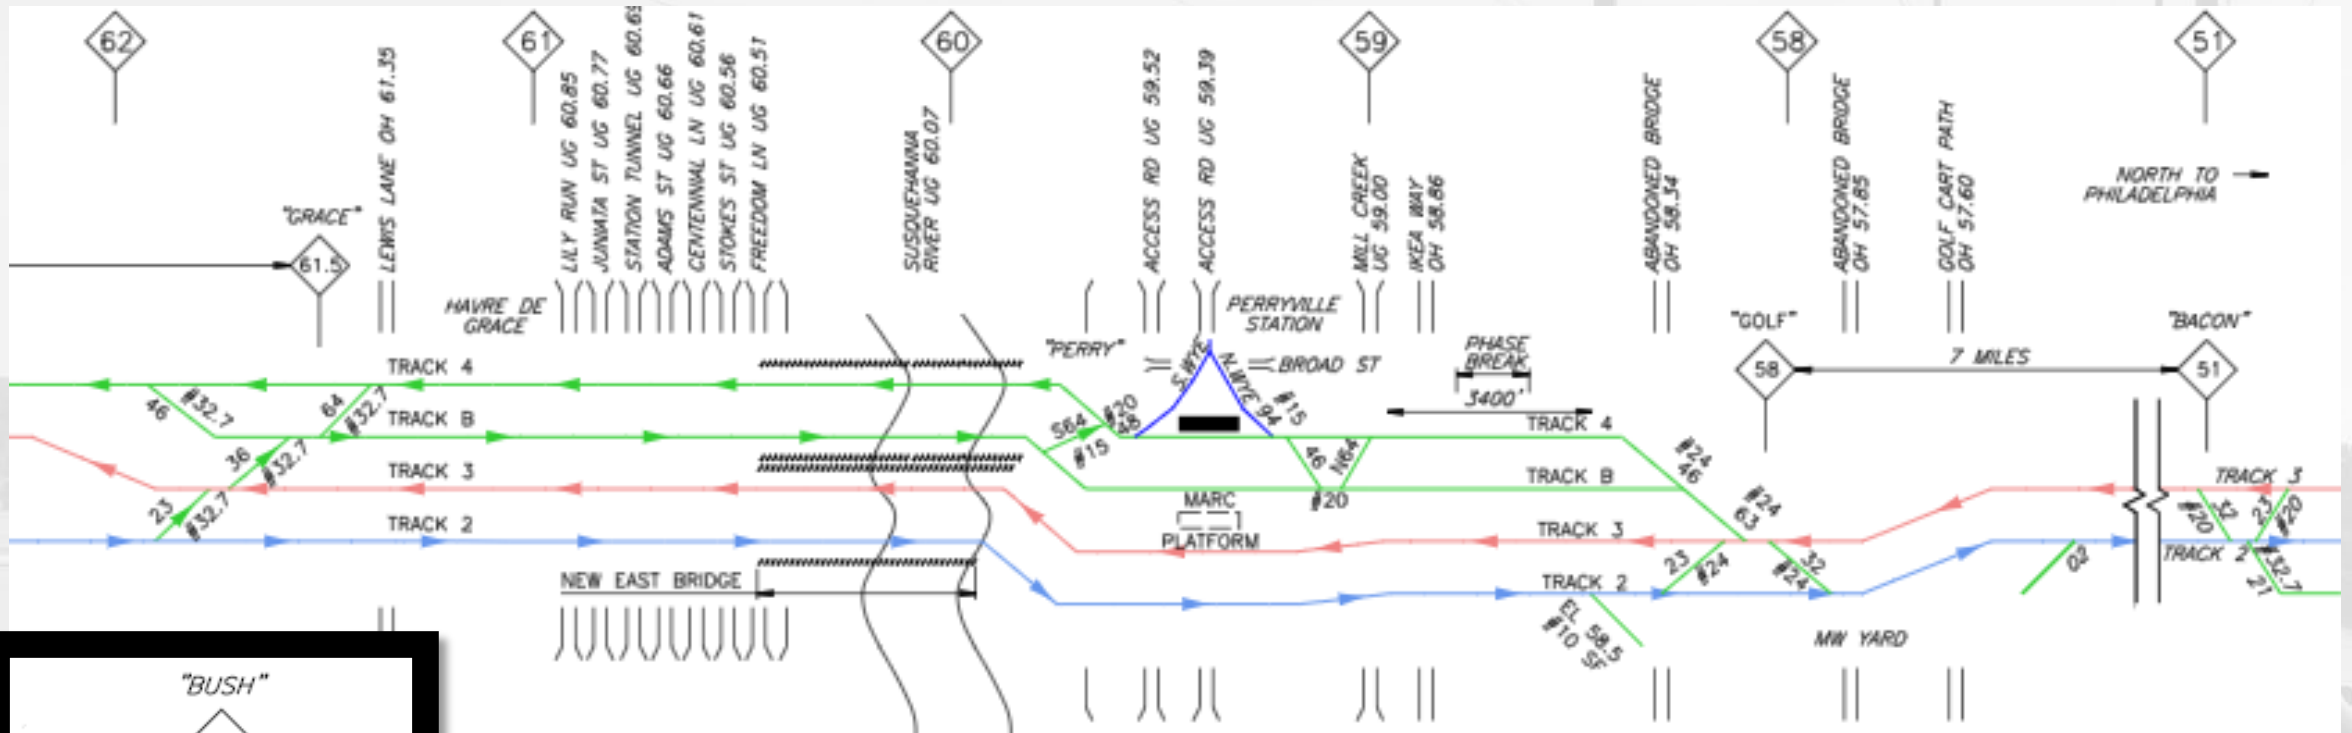 62
61
60
59
58
51
LEWIS LANE OH 61.35
LILY RUN UG 60.85
JUNIATA ST UG 60.77
STATION TUNNEL UG 60.69
ADAMS ST UG 60.66
CENTENNIAL LN UG 60.61
STOKES ST UG 60.56
FREEDOM LN UG 60.51
SUSQUEHANNA
RIVER UG 60.07
ACCESS RD UG 59.52
ACCESS RD UG 59.39
MILL CREEK
UG 59.00
IKEA WAY
OH 58.86
ABANDONED BRIDGE
OH 58.34
ABANDONED BRIDGE
OH 57.85
GOLF CART PATH
OH 57.60
NORTH TO
PHILADELPHIA
"GRACE"
61.5
HAVRE DE
GRACE
"PERRY"
PERRYVILLE
STATION
BROAD ST
S.WYE
N.WYE 94
#15
PHASE
BREAK
3400'
"GOLF"
58
7 MILES
"BACON"
51
TRACK 4
46
#32.7
64
#32.7
TRACK B
S64
#15
#20
48
46
N64
#20
TRACK 4
#24
46
36
#32.7
TRACK 3
TRACK B
MARC
PLATFORM
#24
63
TRACK 3
#20
32
23
#20
23
#32.7
TRACK 2
TRACK 3
23
#24
32
#24
02
TRACK 2
#32.7
21
NEW EAST BRIDGE
TRACK 2
EL 58.5
#10 SF
MW YARD
"BUSH"